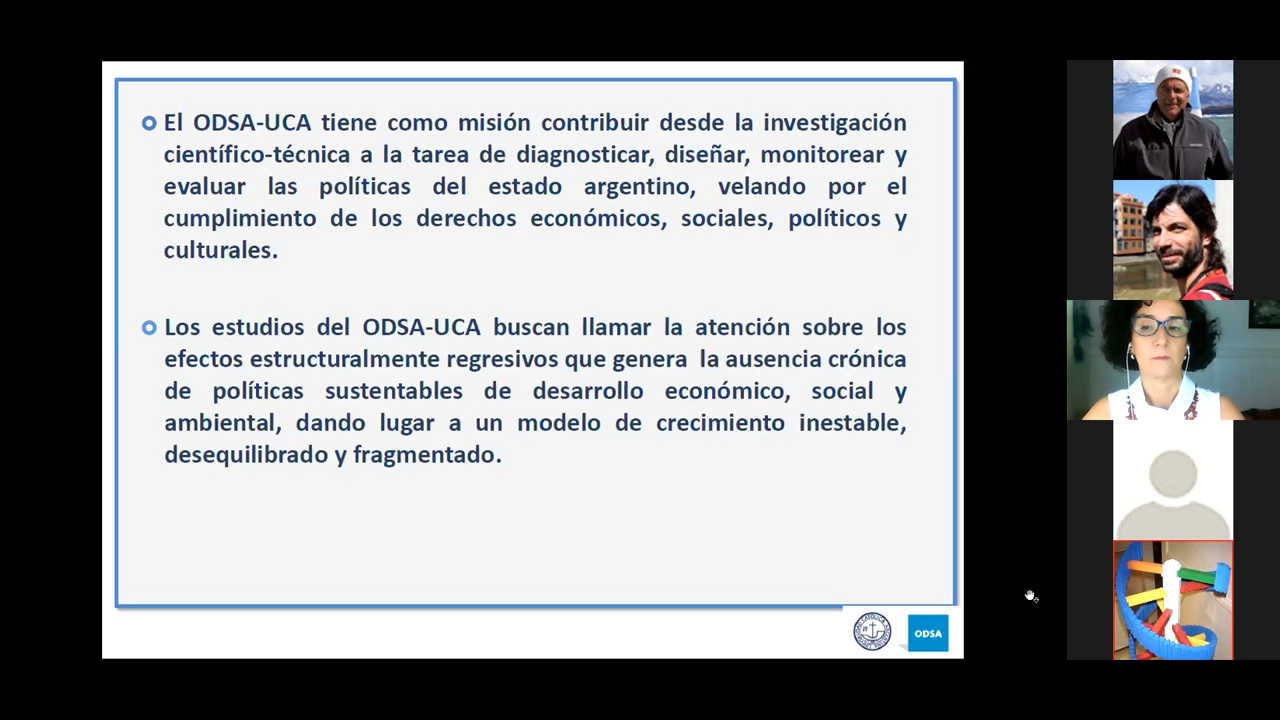 El ODSA-UCA tiene como misión contribuir desde la investigación
científico-técnica a la tarea de diagnosticar, diseñar, monitorear y
evaluar las políticas del estado argentino, velando por el
cumplimiento de los derechos económicos, sociales, políticos y
culturales.
Los estudios del ODSA-UCA buscan llamar la atención sobre los
efectos estructuralmente regresivos que genera la ausencia crónica
de políticas sustentables de desarrollo económico, social y
ambiental, dando lugar a un modelo de crecimiento inestable,
desequilibrado y fragmentado.
ODSA